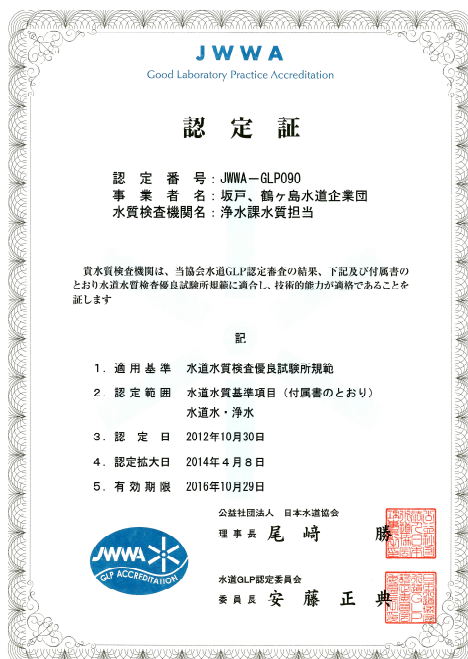 JWWA
Good Laboratory Practice Accreditation
認定証
認定番号：JWWA－GLP090
事業者名：坂戸、鶴ヶ島水道企業団
水質検査機関名：浄水課水質担当
貴水質検査機関は、当協会水道GLP認定審査の結果、下記及び付属書の
とおり水道水質検査優良試験所規範に適合し、技術的能力が適格であることを
証します
記
1．適用基準 水道水質検査優良試験所規範
2．認定範囲 水道水質基準項目（付属書のとおり）
水道水・浄水
3．認定日 2012年10月30日
4．認定拡大日 2014年４月８日
5．有効期限 2016年10月29日
公益社団法人 日本水道協会
理事長 尾﨑 勝
JWWA
GLP ACCREDITATION
水道GLP認定委員会
委員長 安藤正典